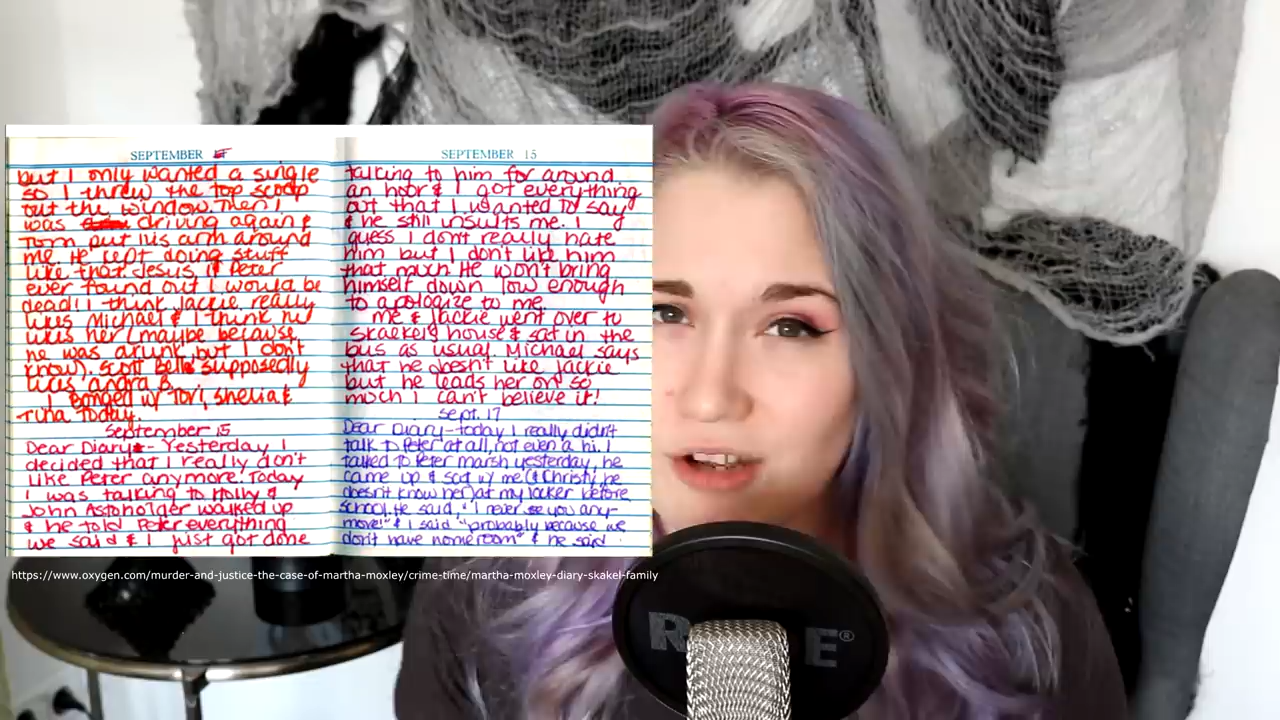 SEPTEMBER
but I only wanted a single
so I threw the top scoop
out the window. Then I
was driving again &
Tom put his arm around
me. He kept doing stuff
like that. Jesus, if Peter
ever found out I would be
dead! I think Jackie really
likes Michael & I think he
likes her (maybe because
he was drunk, but I don't
know). Scott supposedly
likes
I bonged w/ Tori, Shelia &
Tina Today.
September 15
Dear Diary - Yesterday I
decided that I really don't
like Peter anymore. Today
I was talking to Holly &
John walked up
& he told Peter everything
we said & I just got done
SEPTEMBER 15
talking to him for around
an hour & I got everything
out that I wanted to say
& he still insults me. I
guess I don't really hate
him but I don't like him
that much. He won't bring
himself down low enough
to apologize to me.
me & Jackie went over to
Skaekel's house & sat in the
bus as usual. Michael says
that he doesn't like Jackie
but he leads her on so
much I can't believe it!
Sept. 17
Dear Diary - today I really didn't
talk to Peter at all, not even a hi. I
talked to Peter Marsh yesterday, he
came up & sat w/ me (& Christy, he
doesn't know her) at my locker before
school. He said, "I never see you any-
more!" & I said "probably because we
don't have homeroom" & he said
https://www.oxygen.com/murder-and-justice-the-case-of-martha-moxley/crime-time/martha-moxley-diary-skakel-family
R E®